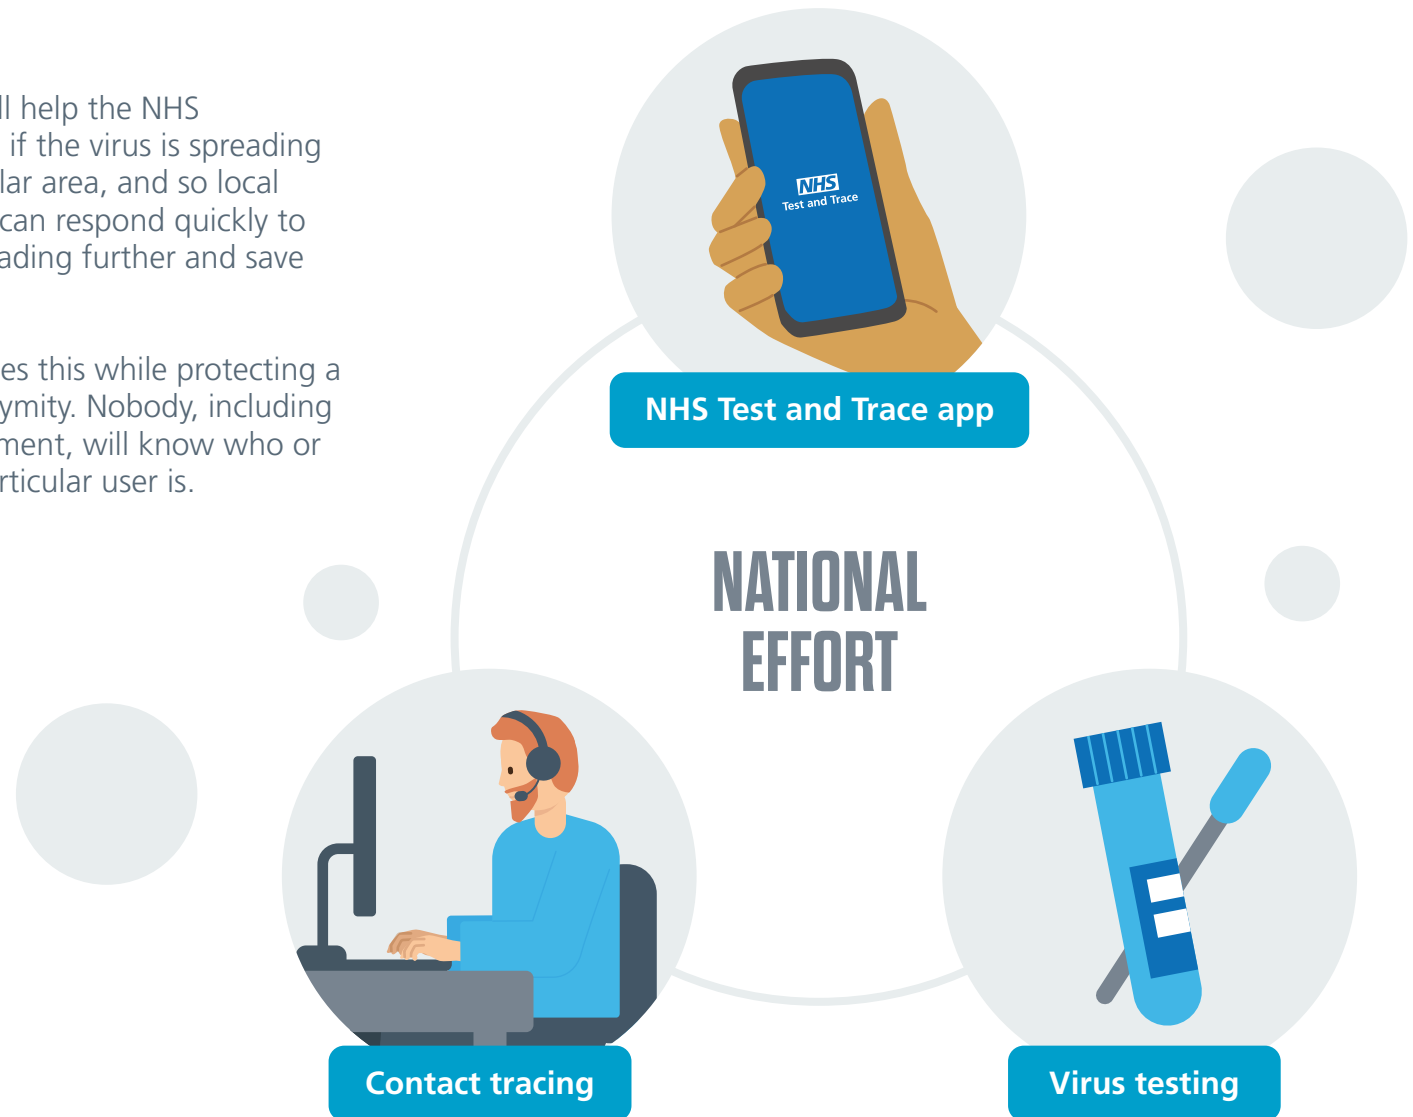 ll help the NHS
if the virus is spreading
lar area, and so local
can respond quickly to
ading further and save
es this while protecting a
ymity. Nobody, including
ment, will know who or
rticular user is.
NHS
Test and Trace
NHS Test and Trace app
NATIONAL
EFFORT
Contact tracing
Virus testing